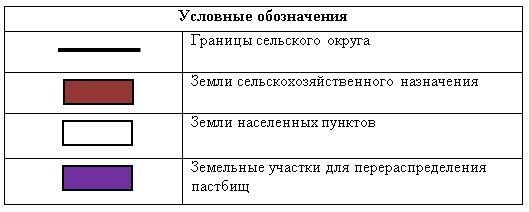 Условные обозначения
Границы сельского округа
Земли сельскохозяйственного назначения
Земли населенных пунктов
Земельные участки для перераспределения
пастбищ